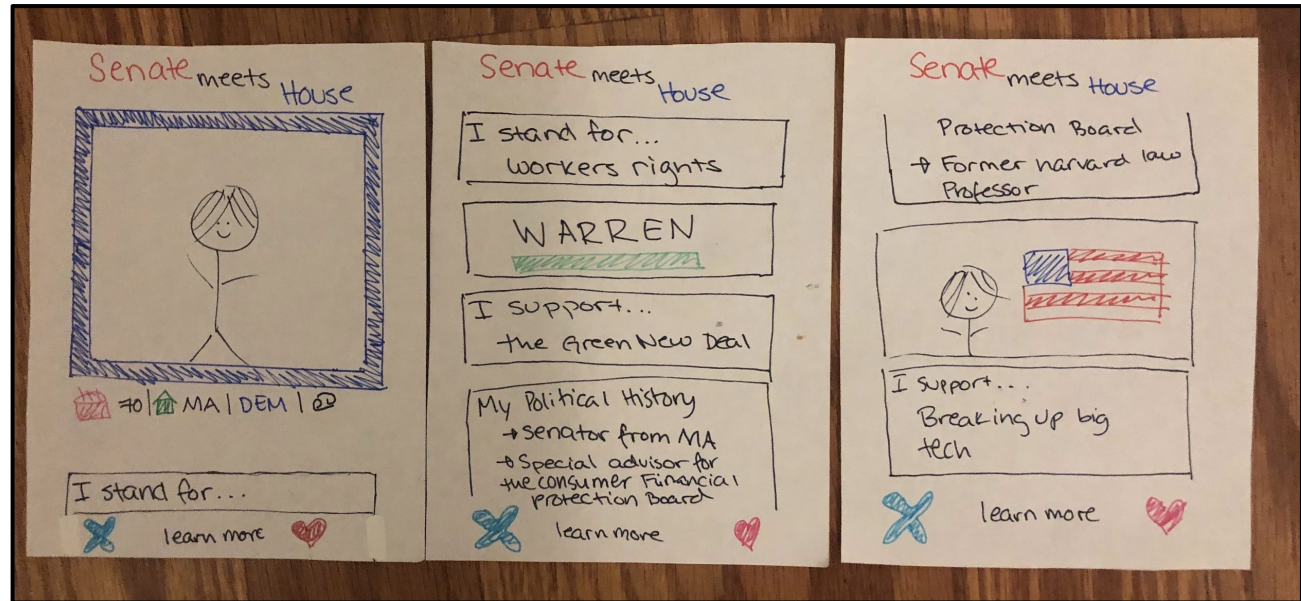 Senate meets House
70 | MA | DEM |
I stand for...
learn more
Senate meets House
I stand for...
workers rights
WARREN
I support...
the Green New Deal
My Political History
→ Senator from MA
→ Special advisor for
the consumer Financial
protection Board
learn more
Senate meets House
Protection Board
→ Former harvard law
Professor
I support...
Breaking up big
tech
learn more